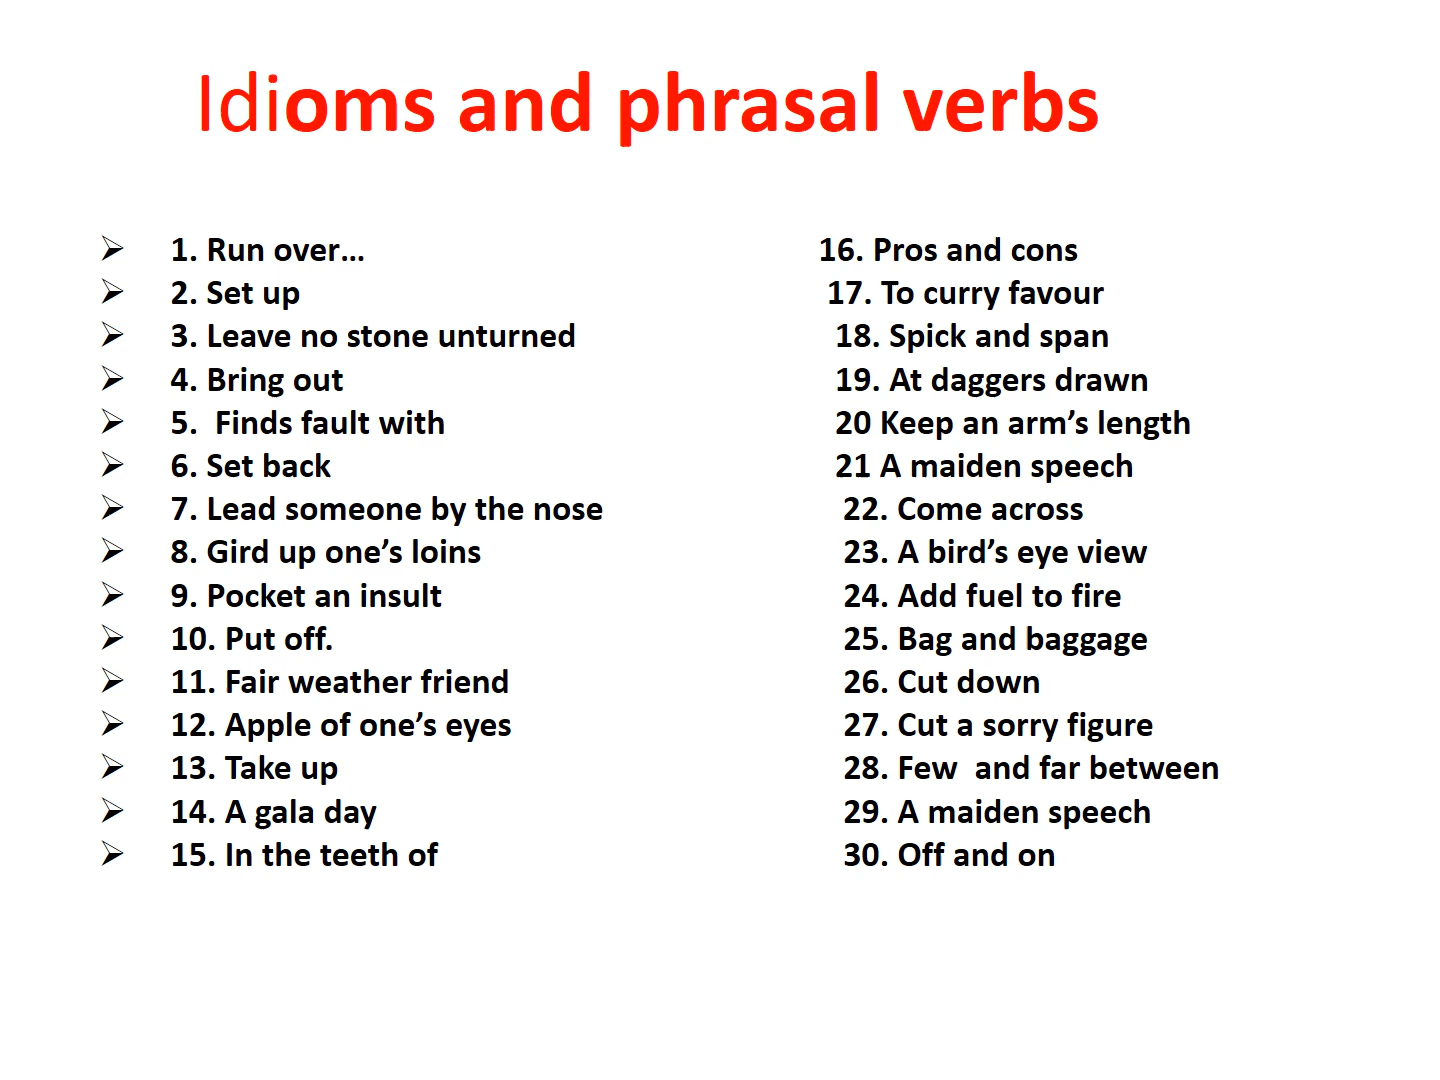 Idioms and phrasal verbs
1. Run over...
2. Set up
3. Leave no stone unturned
4. Bring out
5.  Finds fault with
6. Set back
7. Lead someone by the nose
8. Gird up one’s loins
9. Pocket an insult
10. Put off.
11. Fair weather friend
12. Apple of one’s eyes
13. Take up
14. A gala day
15. In the teeth of
16. Pros and cons
17. To curry favour
18. Spick and span
19. At daggers drawn
20 Keep an arm’s length
21 A maiden speech
22. Come across
23. A bird’s eye view
24. Add fuel to fire
25. Bag and baggage
26. Cut down
27. Cut a sorry figure
28. Few  and far between
29. A maiden speech
30. Off and on